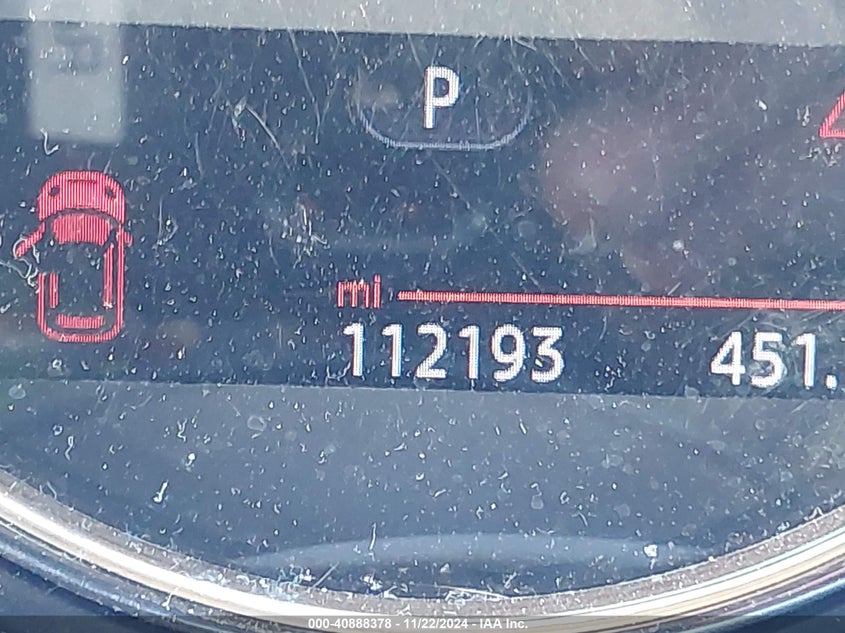 P
mi
112193 451.
000-40888378 - 11/22/2024 - IAA Inc.